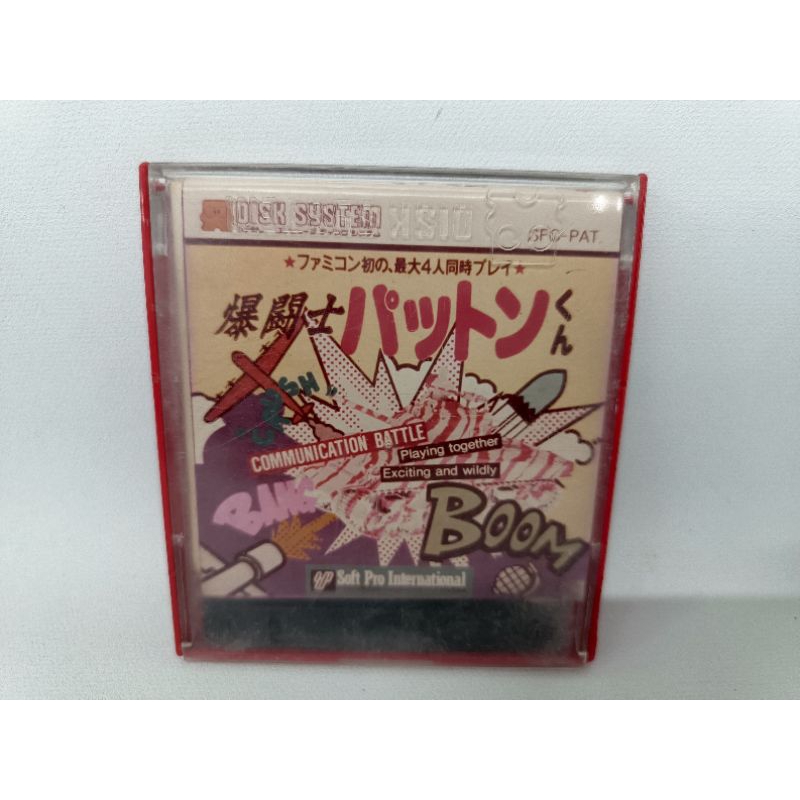 DISK SYSTEM
DISK
SFC-PAT
★ファミコン初の、最大4人同時プレイ★
爆闘士パットンくん
CRUSH!
COMMUNICATION BATTLE
Playing together
Exciting and wildly
BANG
BOOM
Soft Pro International